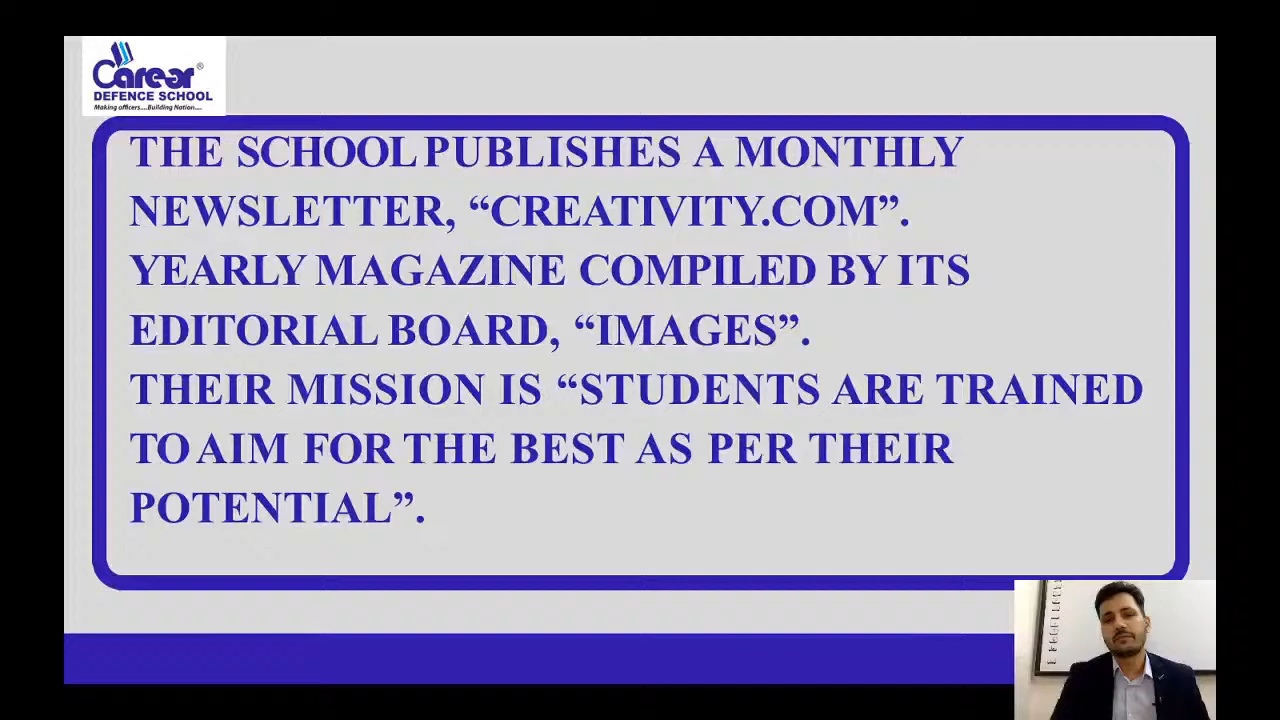 Career®
DEFENCE SCHOOL
Making officers....Building Nation....
THE SCHOOL PUBLISHES A MONTHLY
NEWSLETTER, “CREATIVITY.COM”.
YEARLY MAGAZINE COMPILED BY ITS
EDITORIAL BOARD, “IMAGES”.
THEIR MISSION IS “STUDENTS ARE TRAINED
TO AIM FOR THE BEST AS PER THEIR
POTENTIAL”.